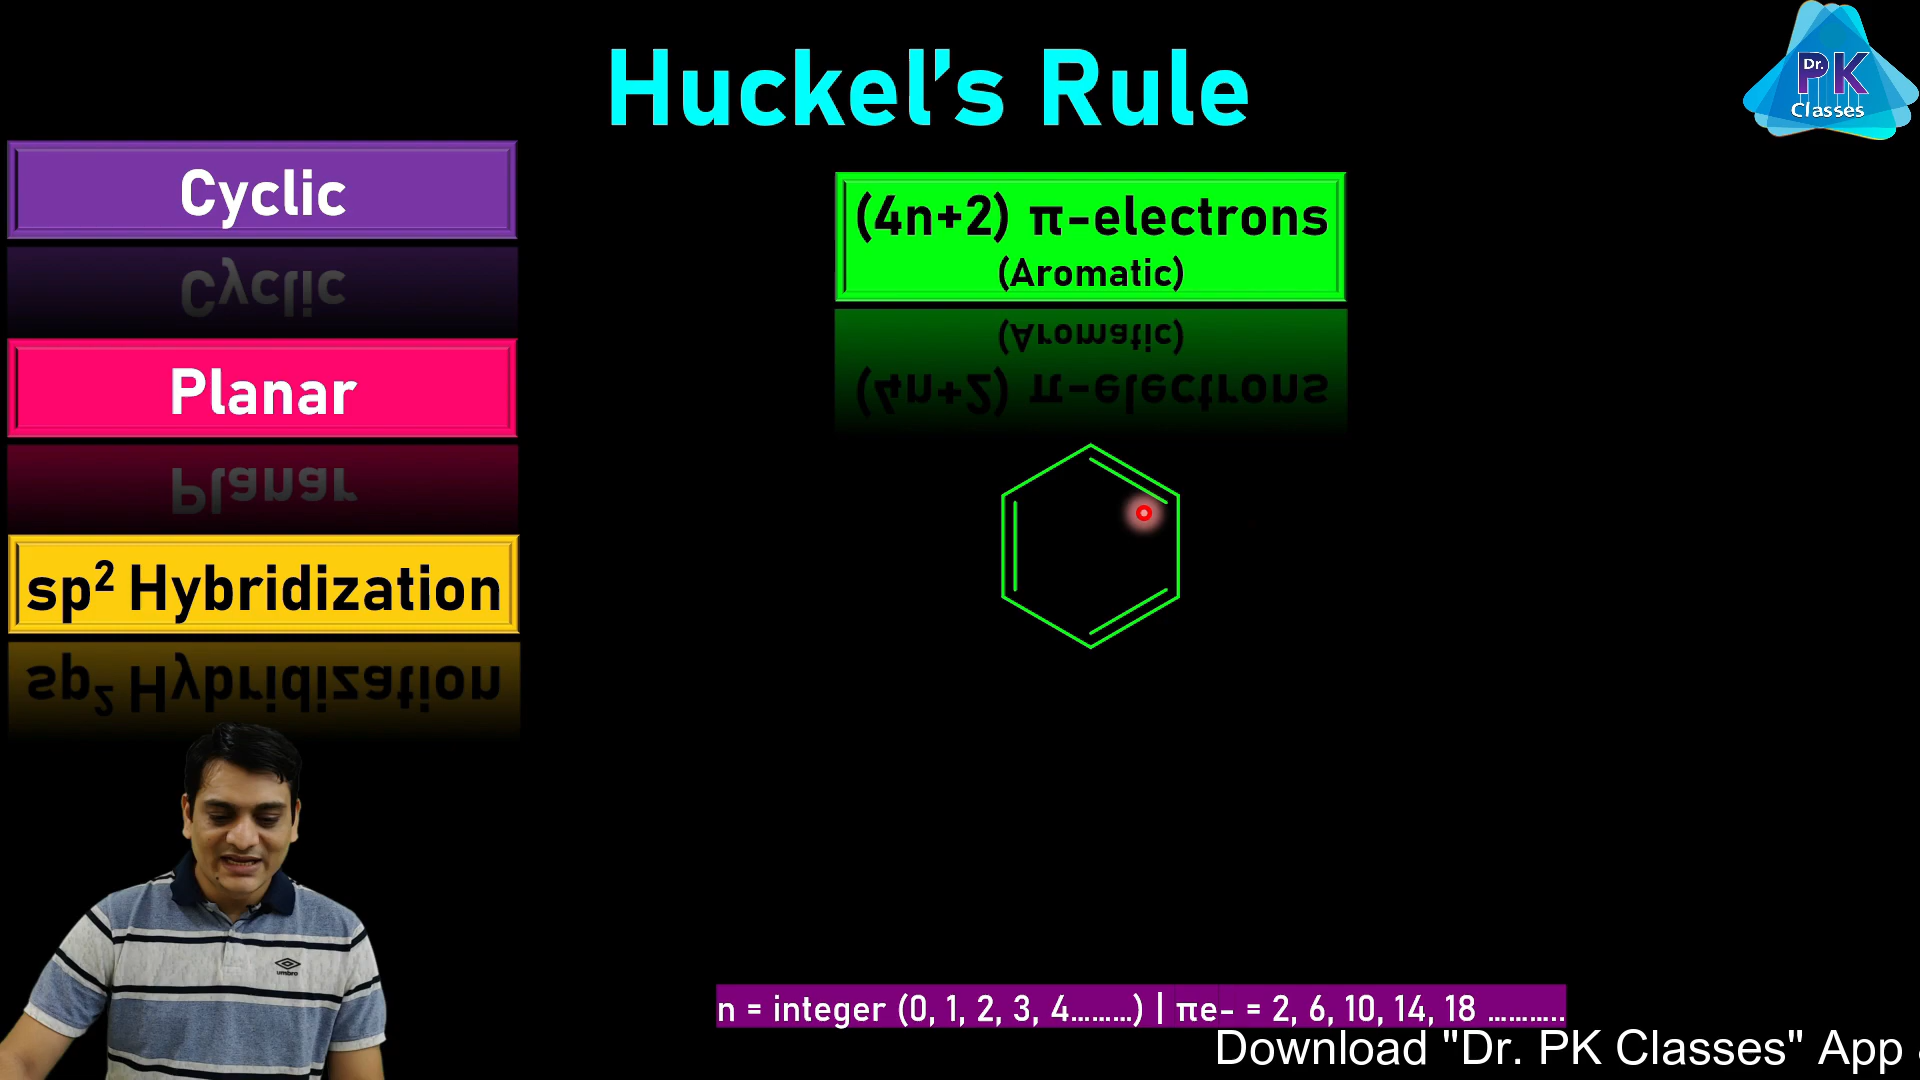 Huckel's Rule
Dr.
PK
Classes
Cyclic
Planar
sp² Hybridization
(4n+2) π-electrons
(Aromatic)
umbro
n = integer (0, 1, 2, 3, 4.........) | πe- = 2, 6, 10, 14, 18 ...........
Download "Dr. PK Classes" App